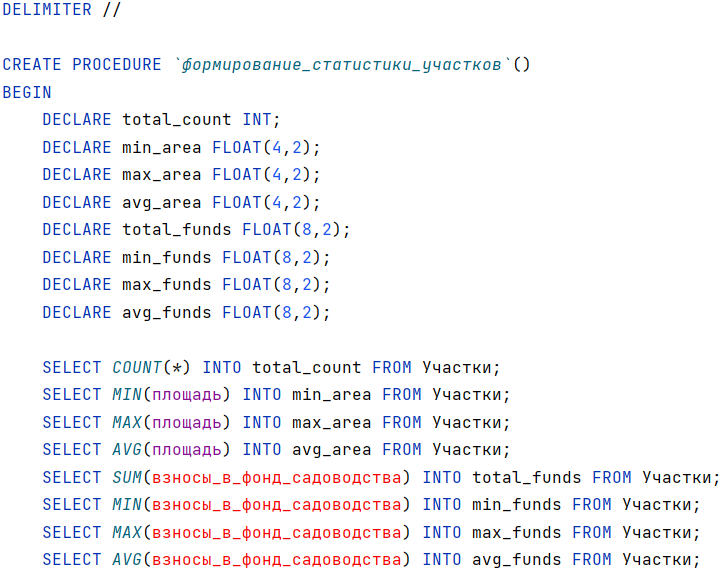 DELIMITER //
CREATE PROCEDURE `формирование_статистики_участков`()
BEGIN
DECLARE total_count INT;
DECLARE min_area FLOAT(4,2);
DECLARE max_area FLOAT(4,2);
DECLARE avg_area FLOAT(4,2);
DECLARE total_funds FLOAT(8,2);
DECLARE min_funds FLOAT(8,2);
DECLARE max_funds FLOAT(8,2);
DECLARE avg_funds FLOAT(8,2);
SELECT COUNT(*) INTO total_count FROM Участки;
SELECT MIN(площадь) INTO min_area FROM Участки;
SELECT MAX(площадь) INTO max_area FROM Участки;
SELECT AVG(площадь) INTO avg_area FROM Участки;
SELECT SUM(взносы_в_фонд_садоводства) INTO total_funds FROM Участки;
SELECT MIN(взносы_в_фонд_садоводства) INTO min_funds FROM Участки;
SELECT MAX(взносы_в_фонд_садоводства) INTO max_funds FROM Участки;
SELECT AVG(взносы_в_фонд_садоводства) INTO avg_funds FROM Участки;